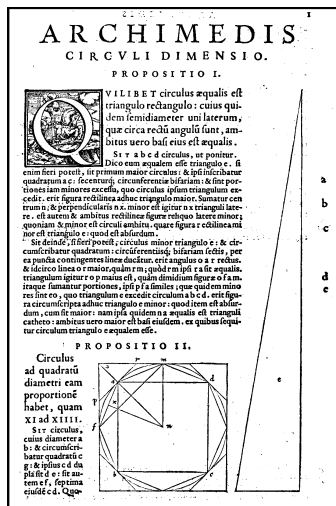 1
ARCHIMEDIS
CIRCVLI DIMENSIO.
PROPOSITIO I.
QVILIBET circulus æqualis est
triangulo rectangulo: cuius qui-
dem semidiameter uni laterum,
quæ circa rectũ angulũ sunt, am-
bitus uero basi eius est æqualis.
SIT a b c d circulus, ut ponitur.
Dico eum æqualem esse triangulo e. si
enim fieri potest, sit primum maior circulus: & ipsi inscribatur
quadratum a c: secenturq́; circunferentiæ bifariam: & sint por-
tiones iam minores excessu, quo circulus ipsum triangulum ex-
cedit. erit figura rectilinea adhuc triangulo maior. Sumatur cen
trum n; & perpendicularis n x. minor est igitur n x trianguli late-
re. est autem & ambitus rectilineæ figuræ reliquo latere minor;
quoniam & minor est circuli ambitu. quare figura rectilinea mi
nor est triangulo e: quod est absurdum.
Sit deinde, si fieri potest, circulus minor triangulo e: & cir-
cumscribatur quadratum: circũferentiisq́; bifariam sectis, per
ea puncta contingentes lineæ ducantur. erit angulus o a r rectus.
& idcirco linea o r maior, quàm r m; quòd r m ipsi r a sit æqualis.
triangulum igitur r o p maius est, quàm dimidium figuræ o f a m.
itaque sumantur portiones, ipsi p f a similes; quæ quidem mino
res sint eo, quo triangulum e excedit circulum a b c d. erit figu-
ra circumscripta adhuc triangulo e minor: quod item est absur-
dum, cum sit maior: nam ipsa quidem n a æqualis est trianguli
catheto: ambitus uero maior est basi eiusdem. ex quibus sequi-
tur circulum triangulo e æqualem esse.
a
b
c
d
e
e
PROPOSITIO II.
Circulus
ad quadratũ
diametri eam
proportionẽ
habet, quam
XI ad XIIII.
SIT circulus,
cuius diameter a
b: & circumscri-
batur quadratũ c
g: & ipsius c d du
pla sit d e: sit au-
tem e f, septima
eiusdẽ c d. Quo-
r
m
a
d
p
x
f
n
b
c